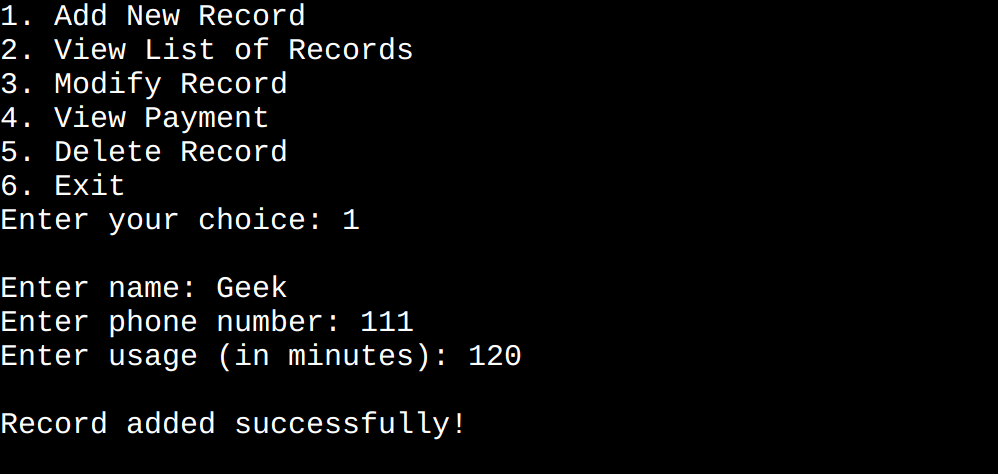 1. Add New Record
2. View List of Records
3. Modify Record
4. View Payment
5. Delete Record
6. Exit
Enter your choice: 1
Enter name: Geek
Enter phone number: 111
Enter usage (in minutes): 120
Record added successfully!